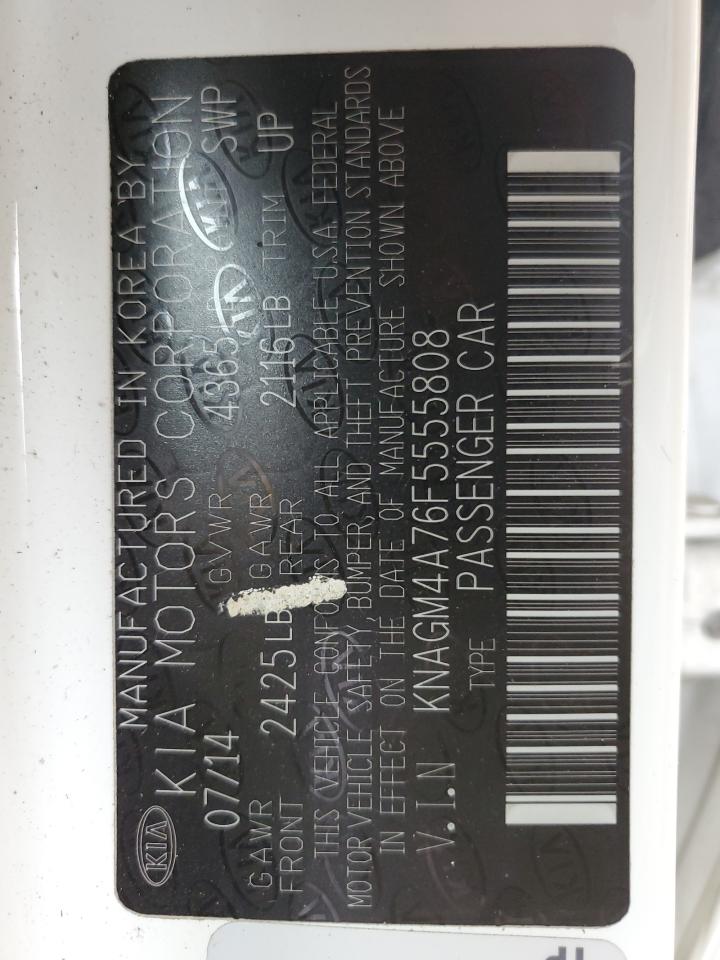 KIA
MANUFACTURED IN KOREA BY
KIA MOTORS CORPORATION
07/14 GVWR 4365 SWP
GAWR FRONT 2425LB GAWR REAR 2116LB TRIM UP
THIS VEHICLE CONFORMS TO ALL APPLICABLE U.S.A. FEDERAL
MOTOR VEHICLE SAFETY, BUMPER, AND THEFT PREVENTION STANDARDS
IN EFFECT ON THE DATE OF MANUFACTURE SHOWN ABOVE
V.I.N KNAGM4A76F5555808
TYPE PASSENGER CAR